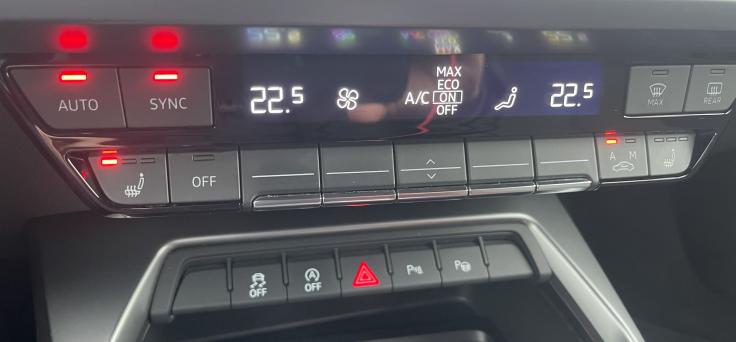 AUTO
SYNC
22.5
A/C
MAX
ECO
ON
OFF
22.5
MAX
REAR
OFF
A M
OFF
OFF
P
P